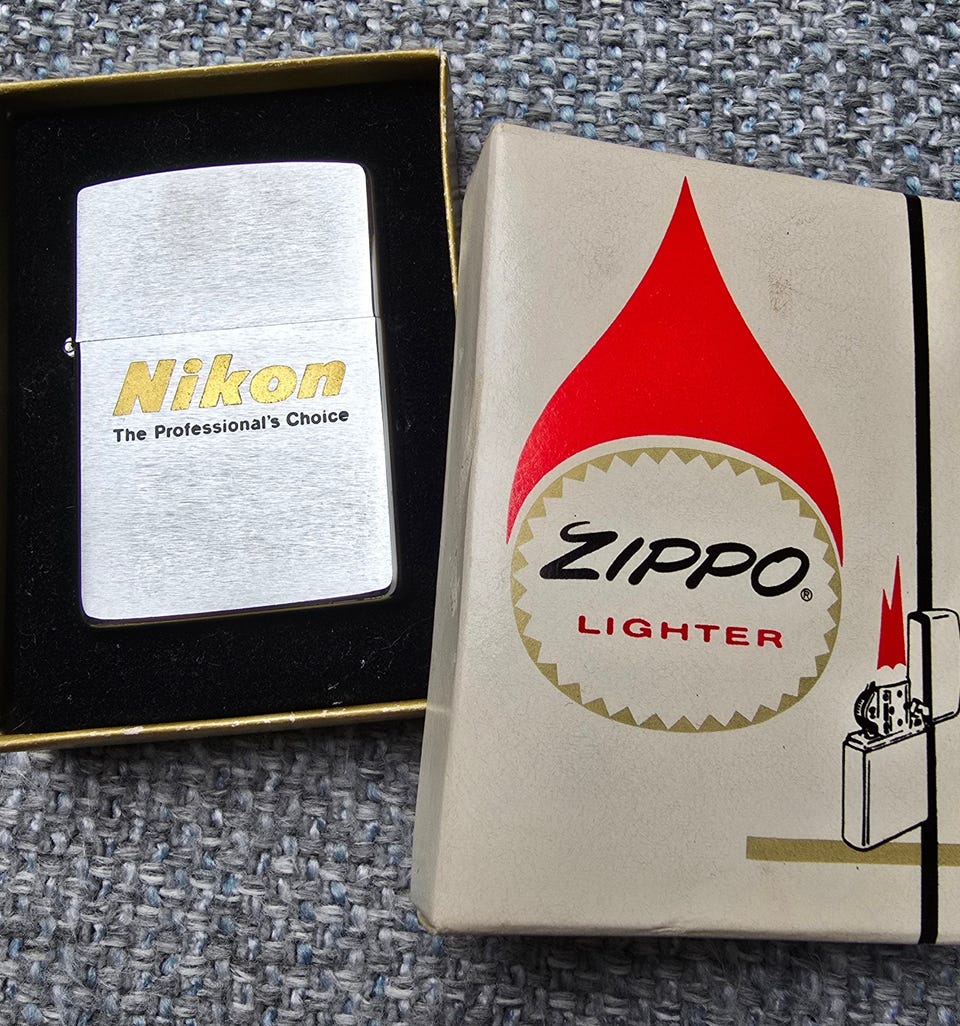 Nikon
The Professional's Choice
ZIPPO®
LIGHTER